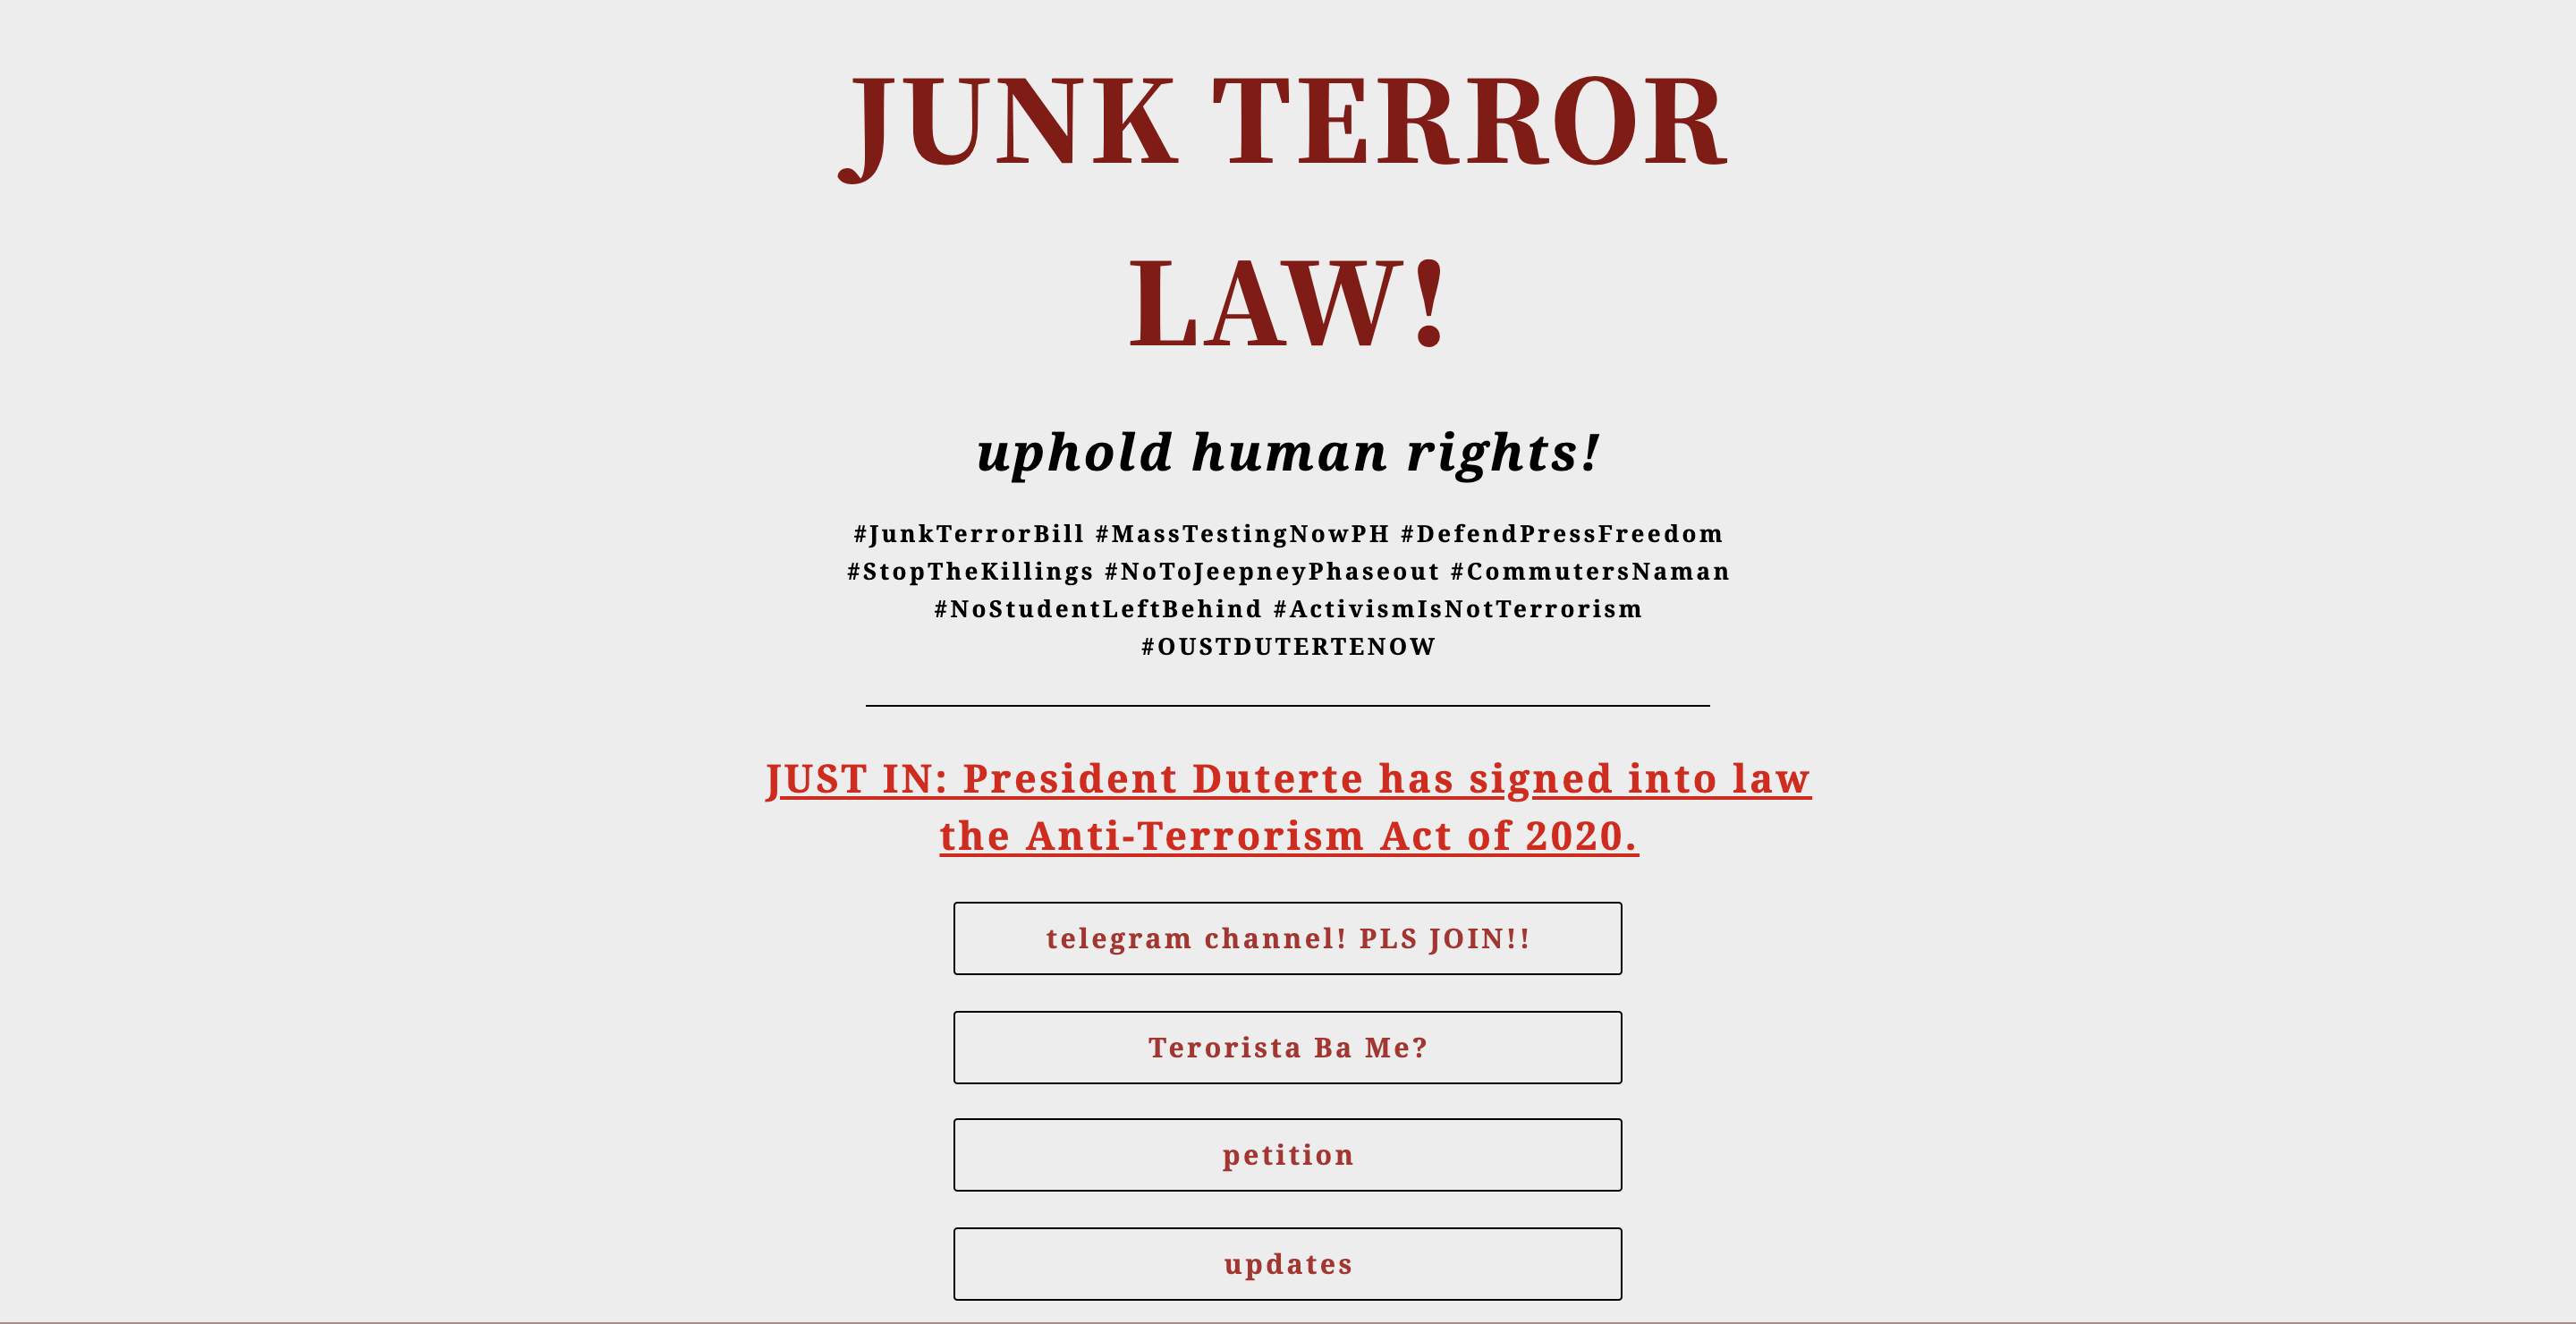 JUNK TERROR
LAW!
uphold human rights!
#JunkTerrorBill #MassTestingNowPH #DefendPressFreedom
#StopTheKillings #NoToJeepneyPhaseout #CommutersNaman
#NoStudentLeftBehind #ActivismIsNotTerrorism
#OUSTDUTERTENOW
JUST IN: President Duterte has signed into law
the Anti-Terrorism Act of 2020.
telegram channel! PLS JOIN!!
Terorista Ba Me?
petition
updates